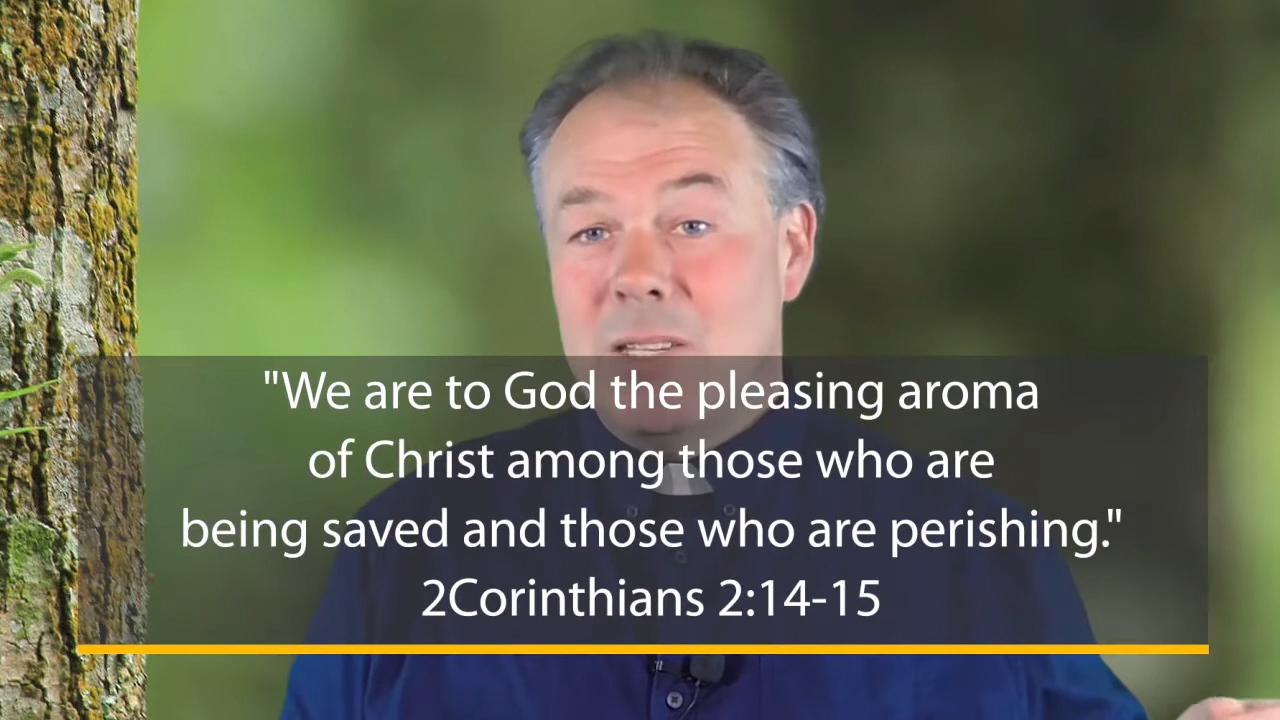 "We are to God the pleasing aroma
of Christ among those who are
being saved and those who are perishing."
2Corinthians 2:14-15